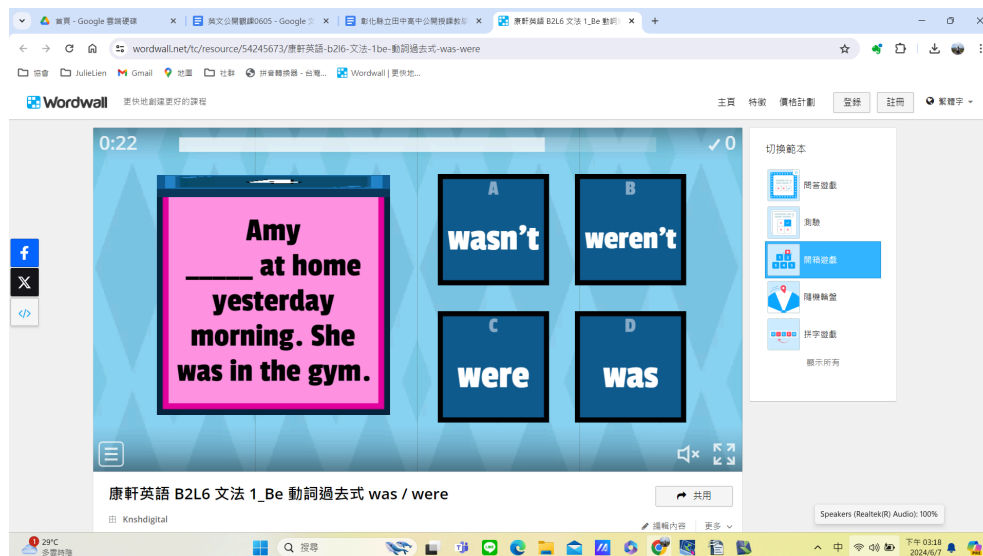 首頁 - Google 雲端硬碟
英文公開觀課0605 - Google 文
彰化縣立田中高中公開授課教
康軒英語 B2L6 文法 1_Be 動詞
wordwall.net/tc/resource/54245673/康軒英語-b2l6-文法-1be-動詞過去式-was-were
協會
JulieLien
Gmail
地圖
社群
拼音轉換器 - 台灣...
Wordwall | 更快地...
Wordwall
更快地創建更好的課程
主頁
特徵
價格計劃
登錄
註冊
繁體字
0:22
✓0
Amy
_____ at home
yesterday
morning. She
was in the gym.
A
wasn't
B
weren't
C
were
D
was
切換範本
問答遊戲
測驗
開箱遊戲
隨機輪盤
拼字遊戲
顯示所有
康軒英語 B2L6 文法 1_Be 動詞過去式 was / were
共用
Knshdigital
編輯內容
更多
Speakers (Realtek(R) Audio): 100%
1
29°C
多雲時陰
搜尋
中
下午 03:18
2024/6/7